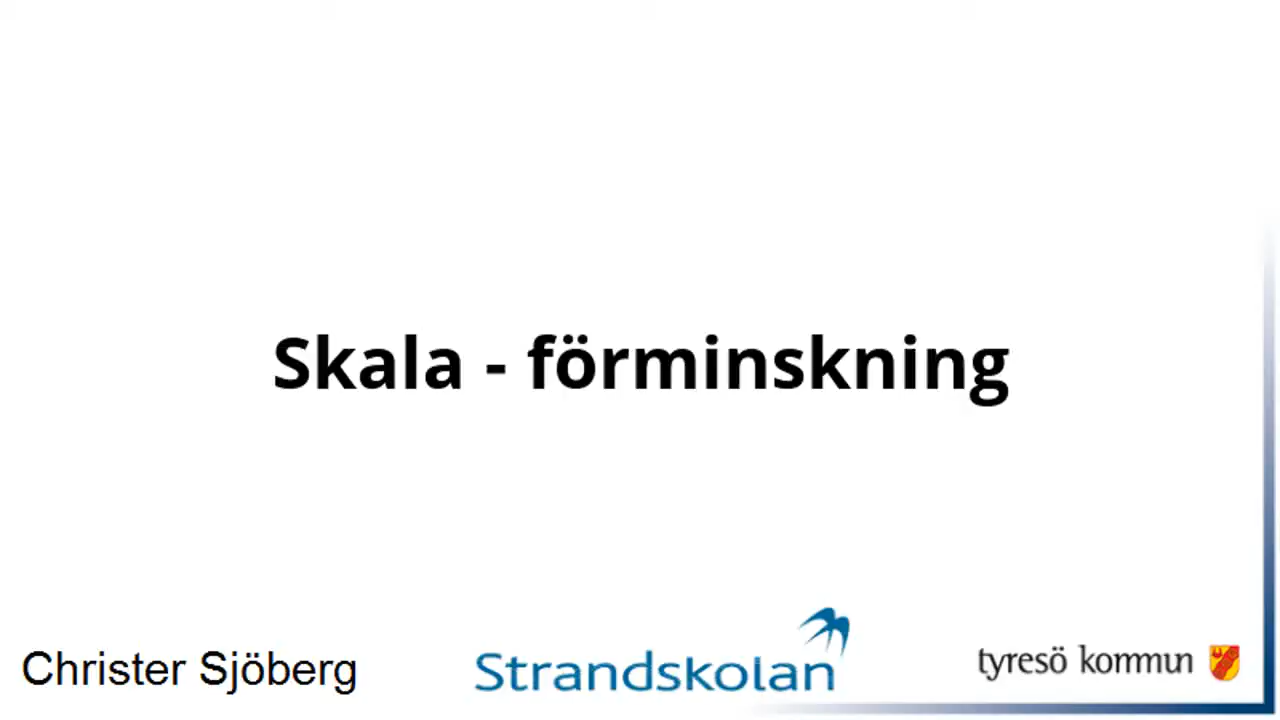 Skala - förminskning
Christer Sjöberg
Strandskolan
tyresö kommun